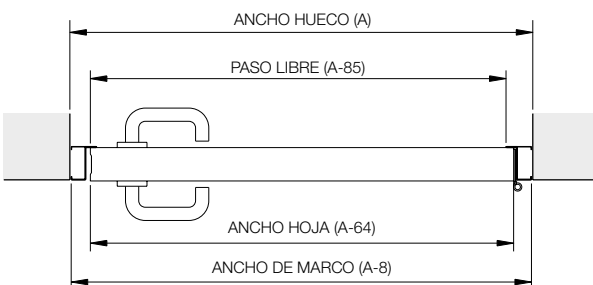 ANCHO HUECO (A)
PASO LIBRE (A-85)
ANCHO HOJA (A-64)
ANCHO DE MARCO (A-8)